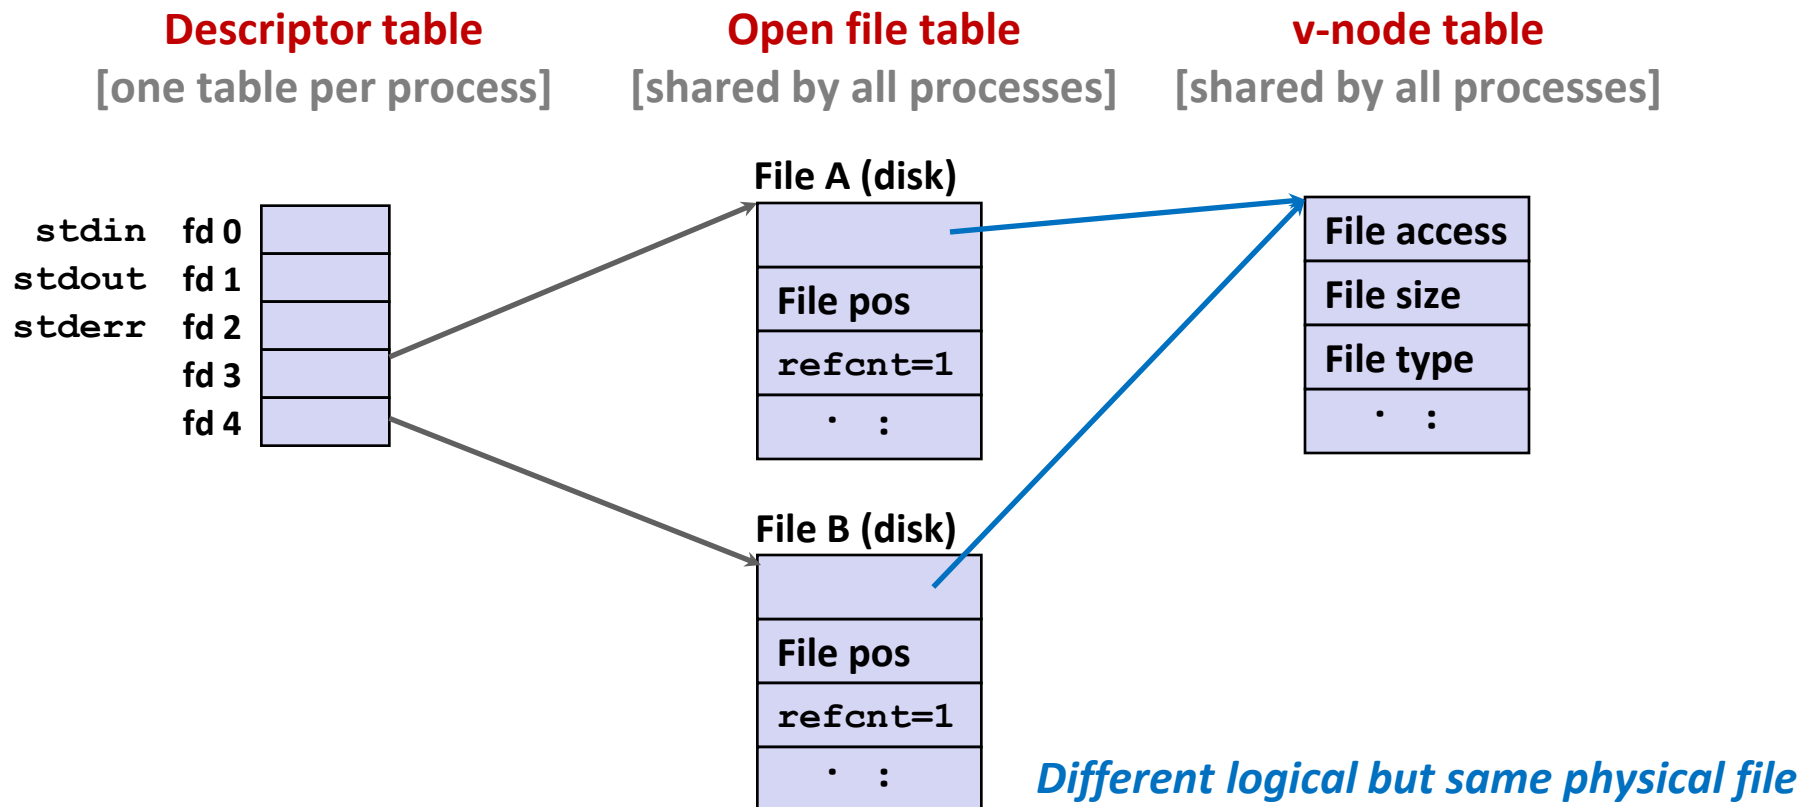 Descriptor table
[one table per process]
Open file table
[shared by all processes]
v-node table
[shared by all processes]
stdin fd 0
stdout fd 1
stderr fd 2
fd 3
fd 4
File A (disk)
File pos
refcnt=1
File B (disk)
File pos
refcnt=1
File access
File size
File type
Different logical but same physical file